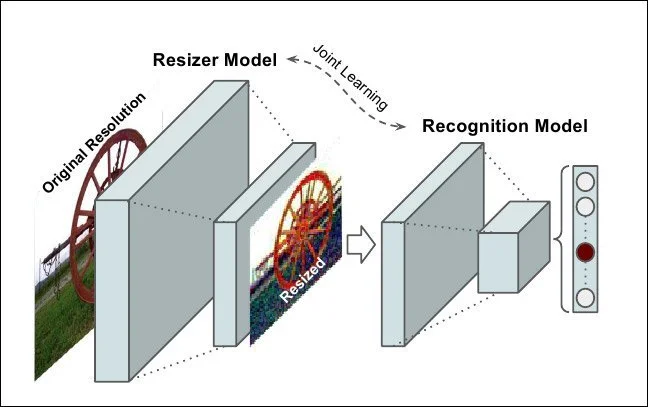 Resizer Model
Joint Learning
Original Resolution
Recognition Model
Resized